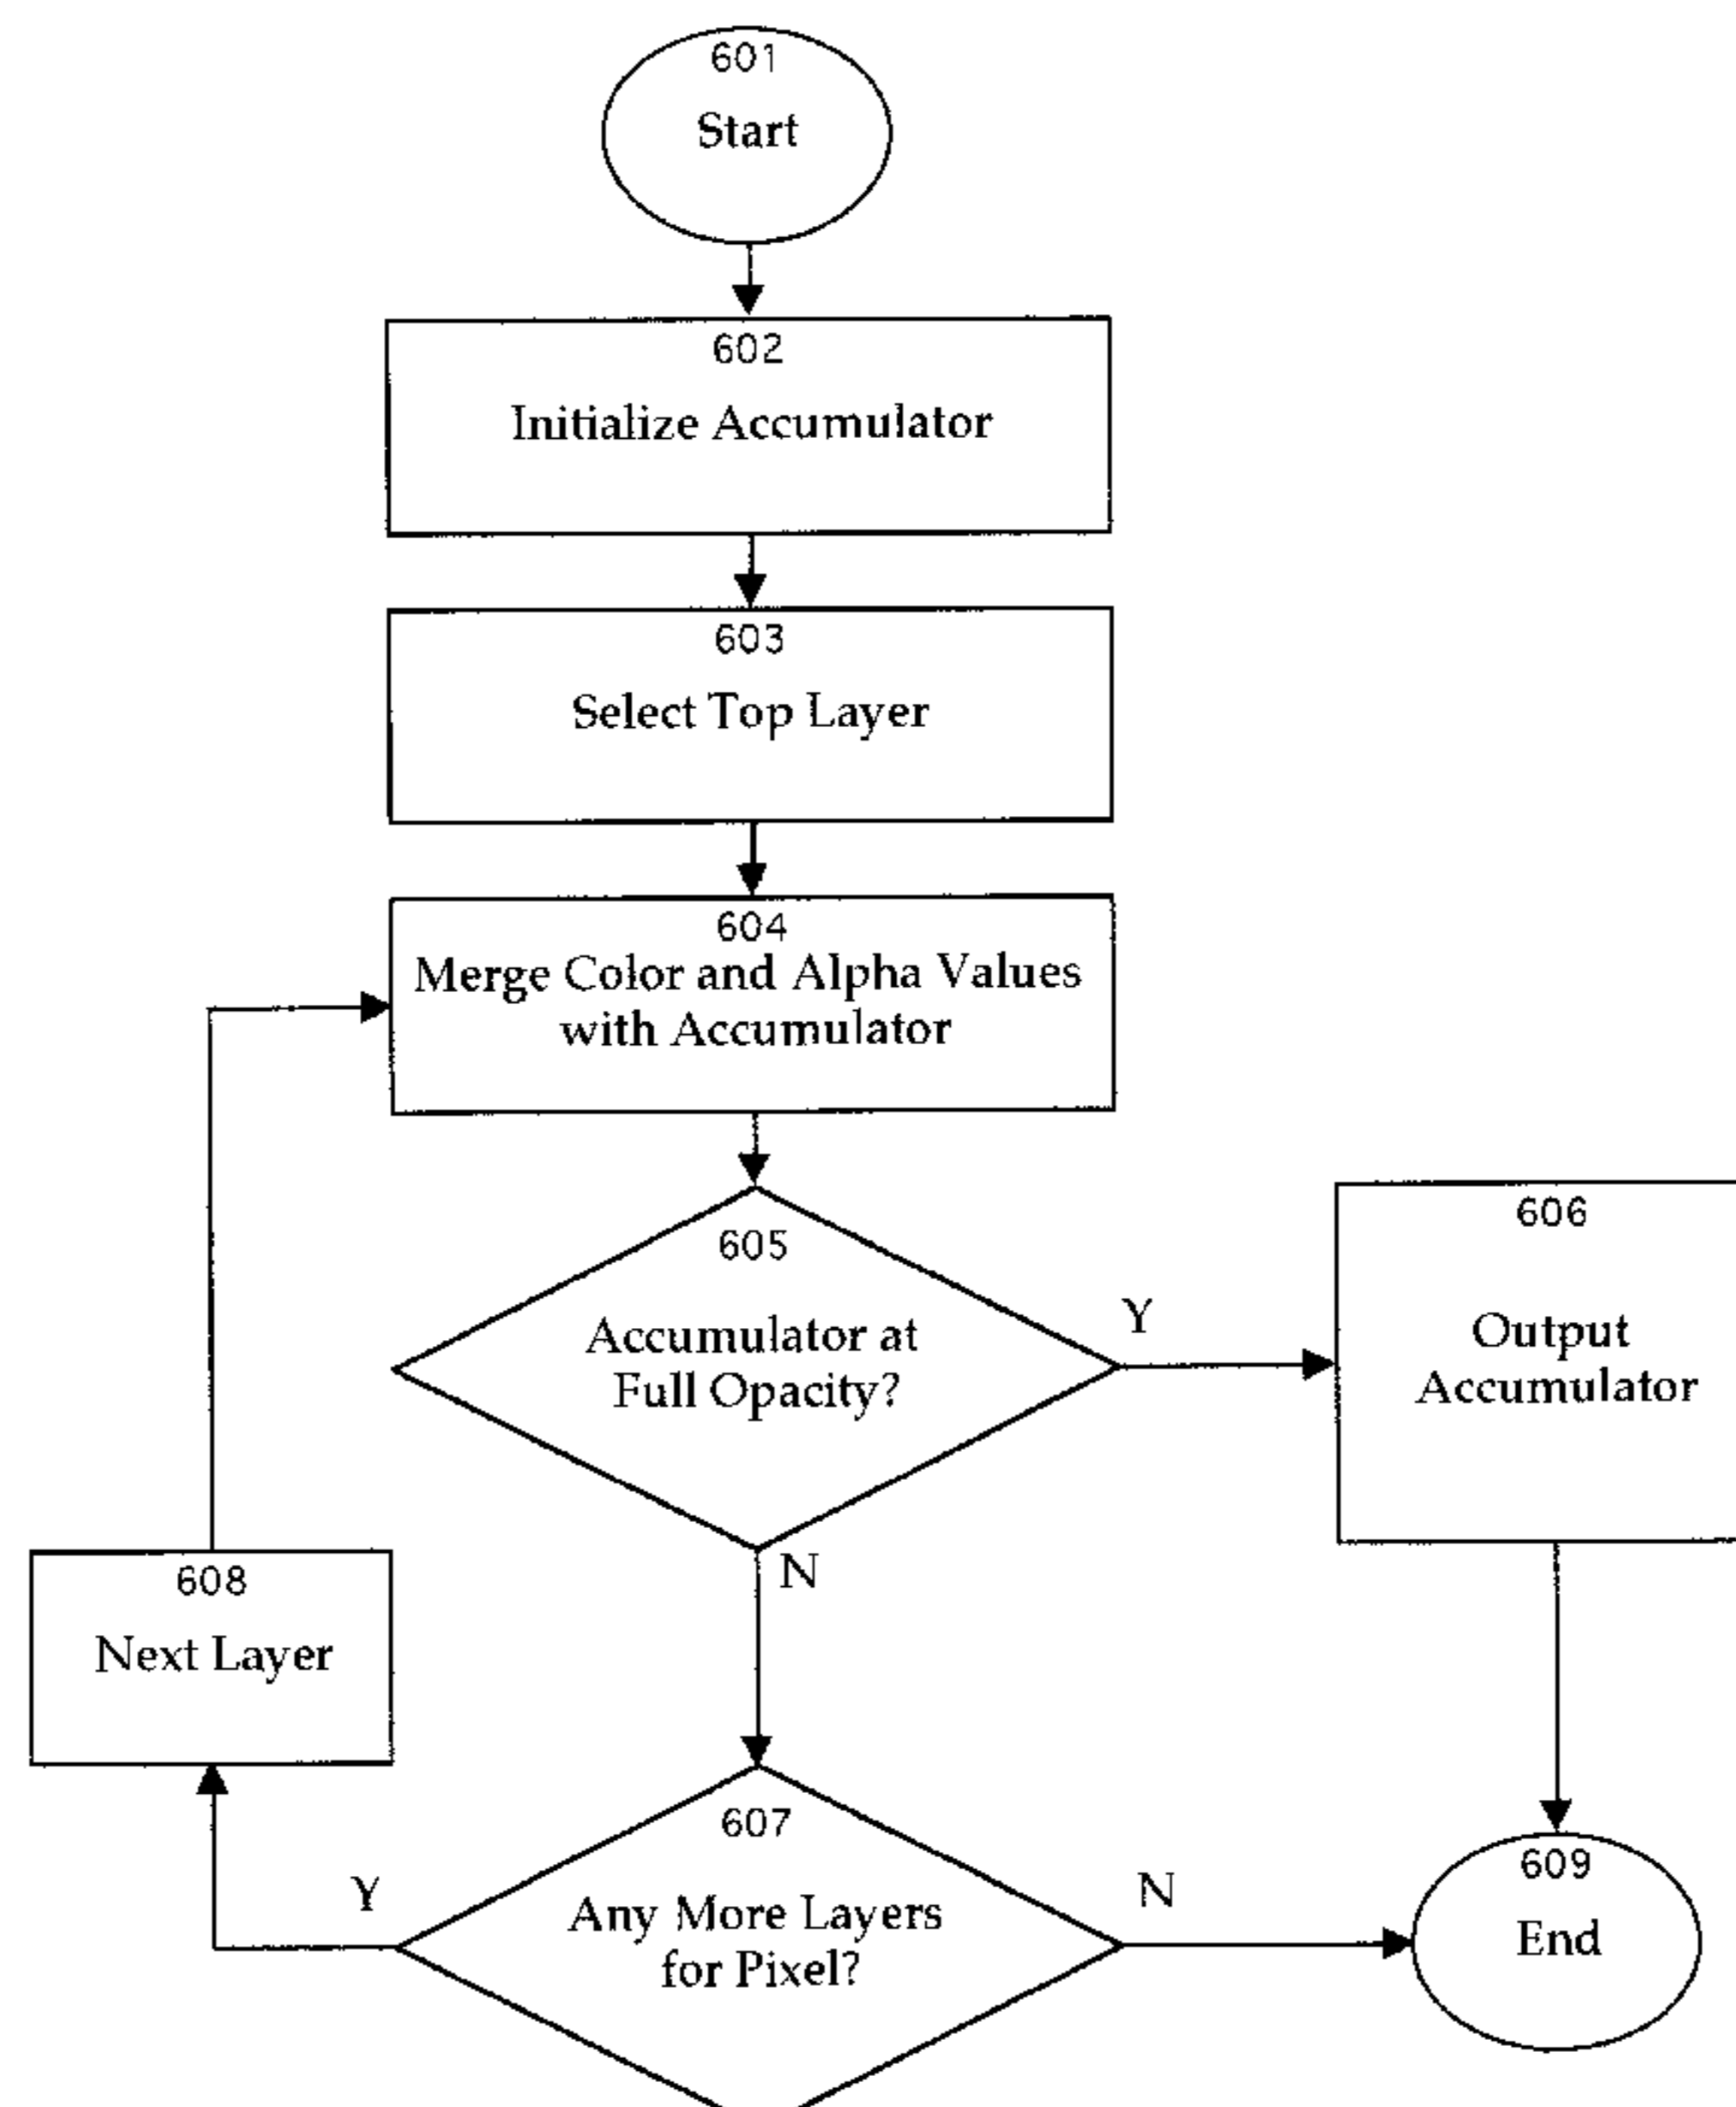 601
Start
602
Initialize Accumulator
603
Select Top Layer
604
Merge Color and Alpha Values
with Accumulator
605
Accumulator at
Full Opacity?
Y
N
606
Output
Accumulator
608
Next Layer
607
Any More Layers
for Pixel?
Y
N
609
End